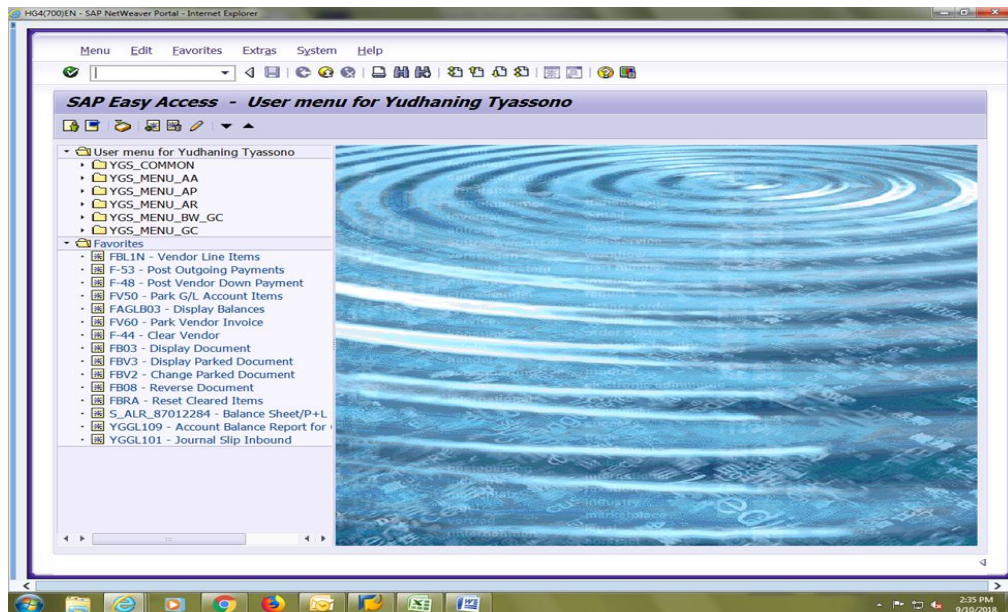 HG4(700)EN - SAP NetWeaver Portal - Internet Explorer
Menu Edit Favorites Extras System Help
SAP Easy Access - User menu for Yudhaning Tyassono
User menu for Yudhaning Tyassono
YGS_COMMON
YGS_MENU_AA
YGS_MENU_AP
YGS_MENU_AR
YGS_MENU_BW_GC
YGS_MENU_GC
Favorites
FBL1N - Vendor Line Items
F-53 - Post Outgoing Payments
F-48 - Post Vendor Down Payment
FV50 - Park G/L Account Items
FAGLB03 - Display Balances
FV60 - Park Vendor Invoice
F-44 - Clear Vendor
FB03 - Display Document
FBV3 - Display Parked Document
FBV2 - Change Parked Document
FB08 - Reverse Document
FBRA - Reset Cleared Items
S_ALR_87012284 - Balance Sheet/P+L
YGGL109 - Account Balance Report for
YGGL101 - Journal Slip Inbound
2:35 PM
9/10/2018